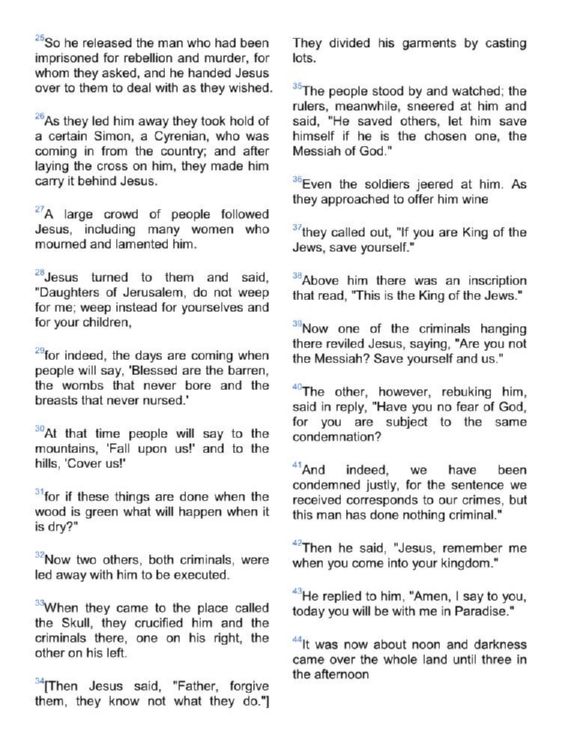 25So he released the man who had been
imprisoned for rebellion and murder, for
whom they asked, and he handed Jesus
over to them to deal with as they wished.
26As they led him away they took hold of
a certain Simon, a Cyrenian, who was
coming in from the country; and after
laying the cross on him, they made him
carry it behind Jesus.
27A large crowd of people followed
Jesus, including many women who
mourned and lamented him.
28Jesus turned to them and said,
"Daughters of Jerusalem, do not weep
for me; weep instead for yourselves and
for your children,
29for indeed, the days are coming when
people will say, 'Blessed are the barren,
the wombs that never bore and the
breasts that never nursed.'
30At that time people will say to the
mountains, 'Fall upon us!' and to the
hills, 'Cover us!'
31for if these things are done when the
wood is green what will happen when it
is dry?"
32Now two others, both criminals, were
led away with him to be executed.
33When they came to the place called
the Skull, they crucified him and the
criminals there, one on his right, the
other on his left.
34[Then Jesus said, "Father, forgive
them, they know not what they do."]
They divided his garments by casting
lots.
35The people stood by and watched; the
rulers, meanwhile, sneered at him and
said, "He saved others, let him save
himself if he is the chosen one, the
Messiah of God."
36Even the soldiers jeered at him. As
they approached to offer him wine
37they called out, "If you are King of the
Jews, save yourself."
38Above him there was an inscription
that read, "This is the King of the Jews."
39Now one of the criminals hanging
there reviled Jesus, saying, "Are you not
the Messiah? Save yourself and us."
40The other, however, rebuking him,
said in reply, "Have you no fear of God,
for you are subject to the same
condemnation?
41And indeed, we have been
condemned justly, for the sentence we
received corresponds to our crimes, but
this man has done nothing criminal."
42Then he said, "Jesus, remember me
when you come into your kingdom."
43He replied to him, "Amen, I say to you,
today you will be with me in Paradise."
44It was now about noon and darkness
came over the whole land until three in
the afternoon